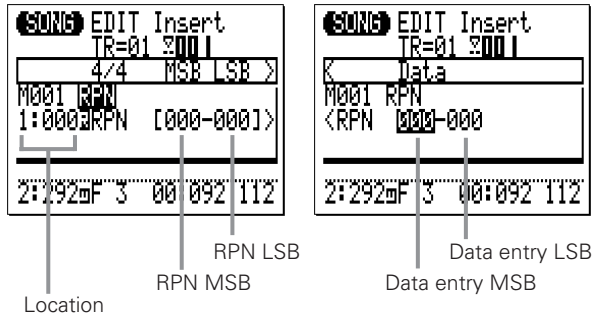 SONG EDIT Insert
TR=01
4/4 MSB LSB >
M001 RPN
1:000 RPN [000-000]>
2:292 F 3 00:092 112
SONG EDIT Insert
TR=01
< Data
M001 RPN
<RPN 000-000
2:292 F 3 00:092 112
RPN LSB
RPN MSB
Location
Data entry LSB
Data entry MSB